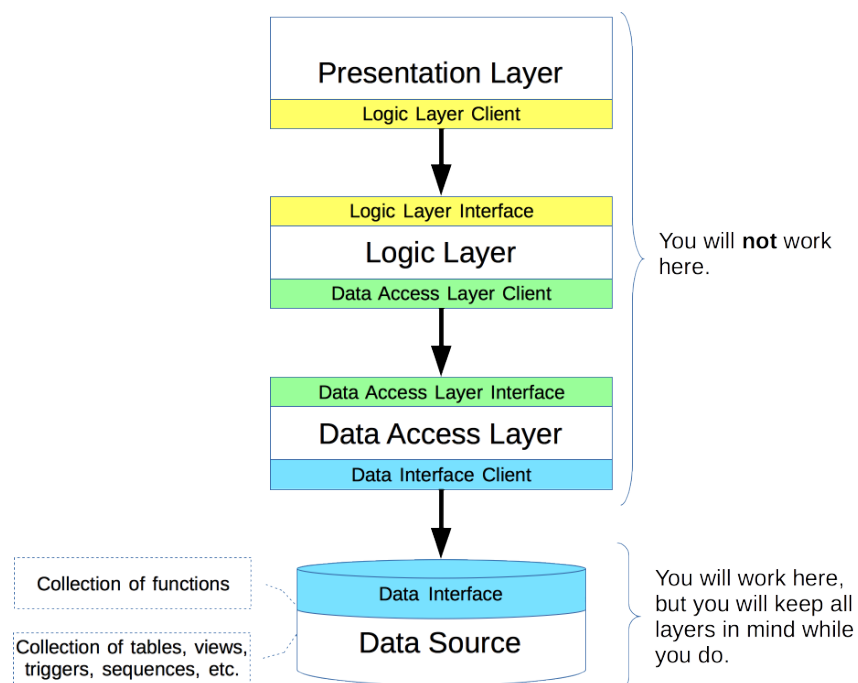 Presentation Layer
Logic Layer Client
Logic Layer Interface
Logic Layer
Data Access Layer Client
You will not work
here.
Data Access Layer Interface
Data Access Layer
Data Interface Client
Collection of functions
Data Interface
Collection of tables, views,
triggers, sequences, etc.
Data Source
You will work here,
but you will keep all
layers in mind while
you do.